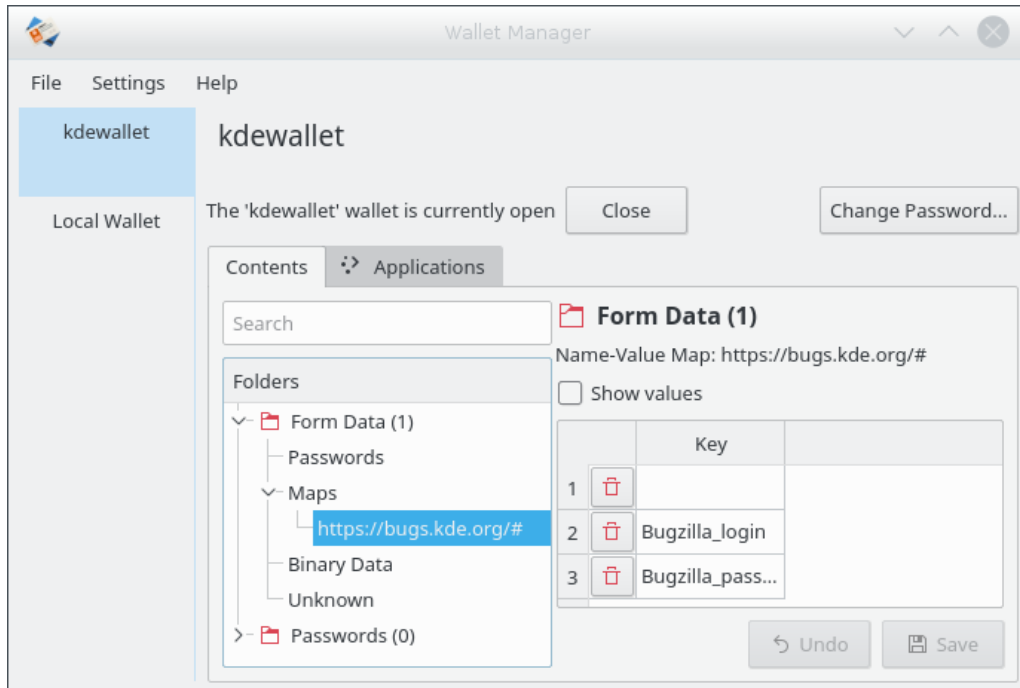 Wallet Manager
File Settings Help
kdewallet
Local Wallet
kdewallet
The 'kdewallet' wallet is currently open Close Change Password...
Contents Applications
Search
Folders
Form Data (1)
Passwords
Maps
https://bugs.kde.org/#
Binary Data
Unknown
Passwords (0)
Form Data (1)
Name-Value Map: https://bugs.kde.org/#
Show values
Key
1
2 Bugzilla_login
3 Bugzilla_pass...
Undo Save